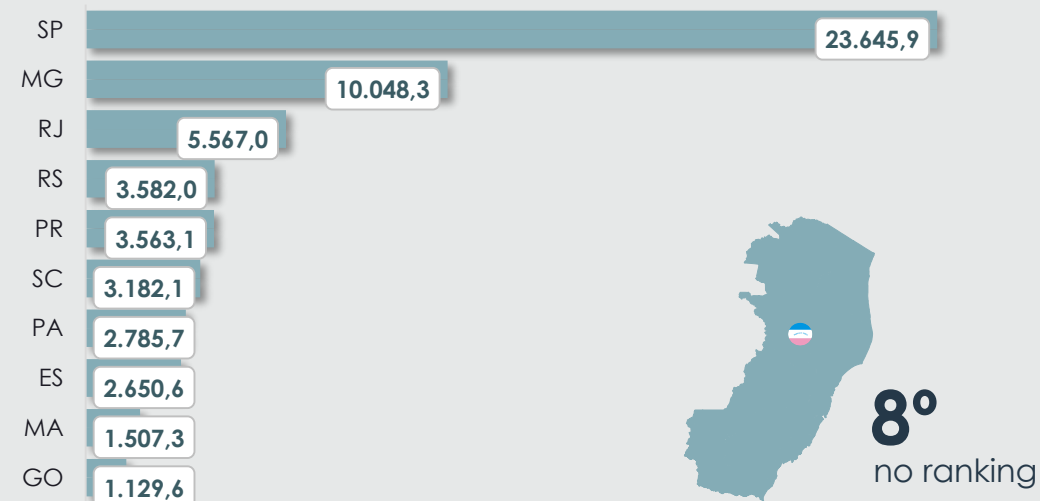 SP 23.645,9
MG 10.048,3
RJ 5.567,0
RS 3.582,0
PR 3.563,1
SC 3.182,1
PA 2.785,7
ES 2.650,6
MA 1.507,3
GO 1.129,6
8º
no ranking